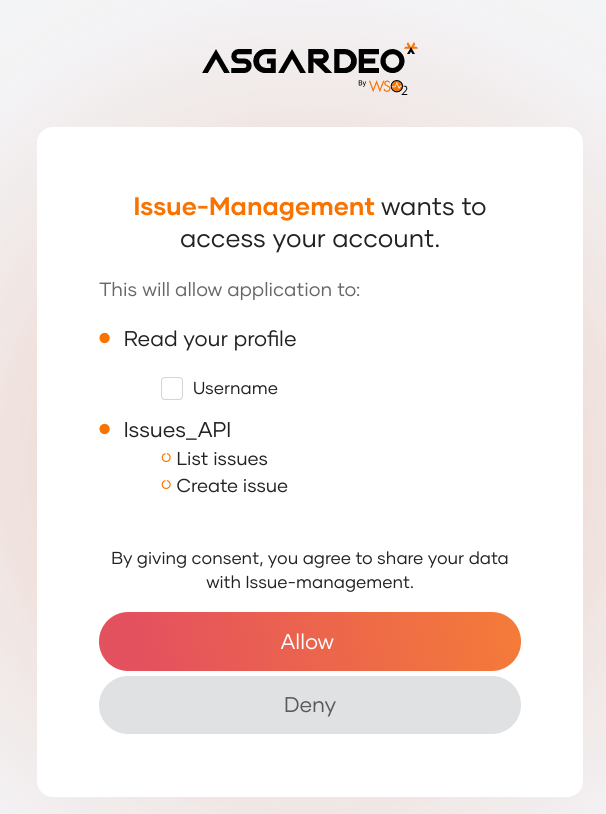 ASGARDEO
By WSO2
Issue-Management wants to
access your account.
This will allow application to:
Read your profile
Username
Issues_API
List issues
Create issue
By giving consent, you agree to share your data
with Issue-management.
Allow
Deny